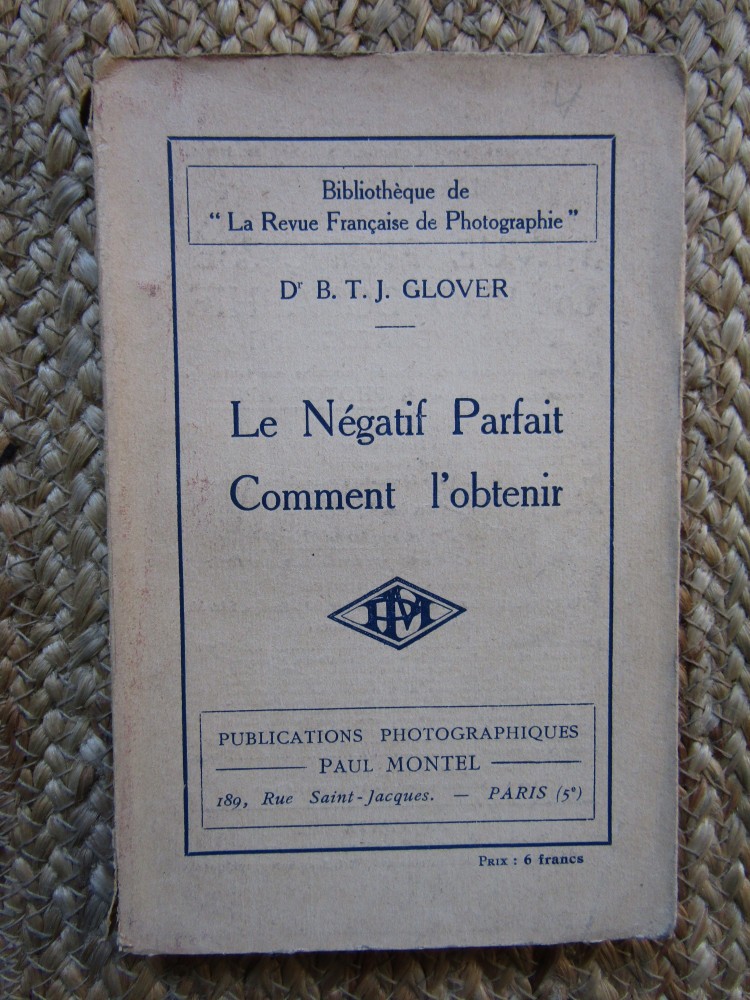 Bibliothèque de
“ La Revue Française de Photographie ”
Dr B. T. J. GLOVER
Le Négatif Parfait
Comment l'obtenir
PUBLICATIONS PHOTOGRAPHIQUES
PAUL MONTEL
189, Rue Saint-Jacques. — PARIS (5e)
PRIX : 6 francs